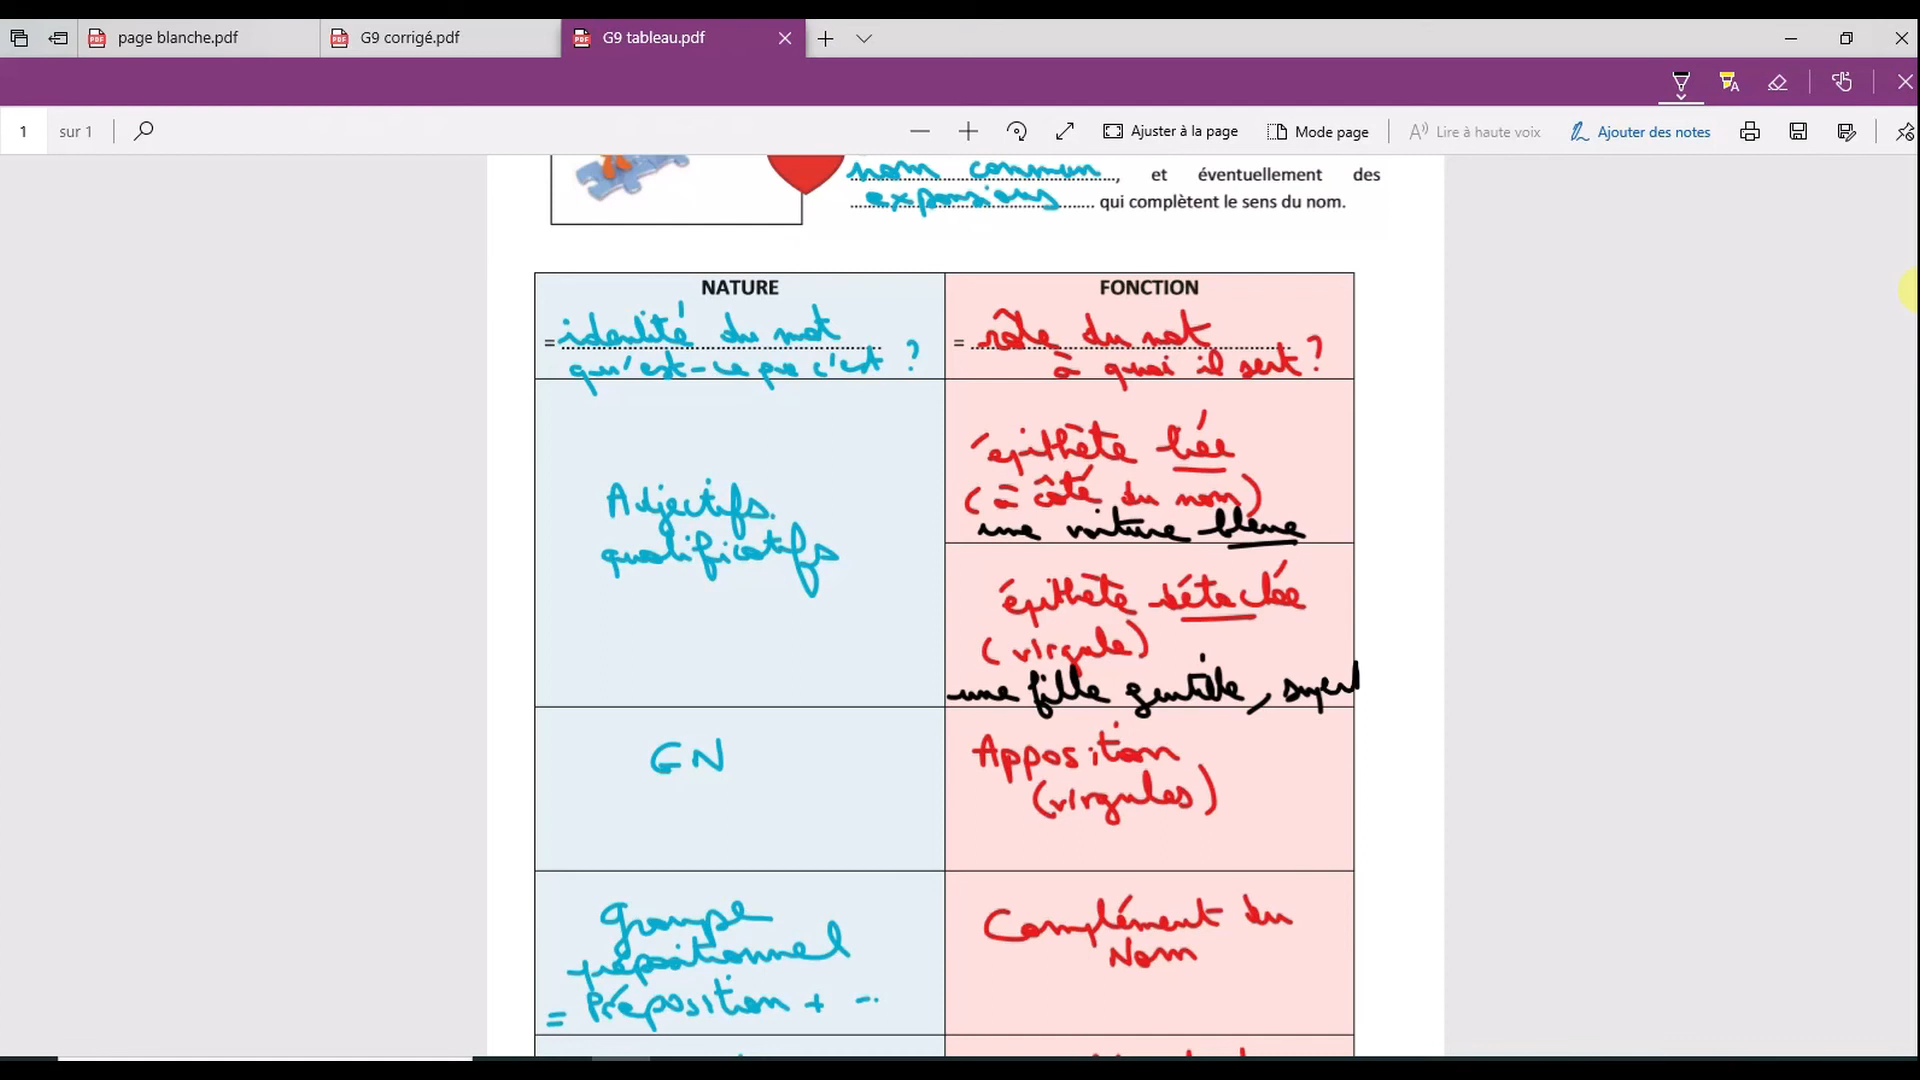 page blanche.pdf
G9 corrigé.pdf
G9 tableau.pdf
1 sur 1
Ajuster à la page
Mode page
Lire à haute voix
Ajouter des notes
nom commun, et éventuellement des
expansions qui complètent le sens du nom.
NATURE
= identité du mot
qu'est-ce que c'est ?
FONCTION
= rôle du mot
à quoi il sert ?
Adjectifs
qualificatifs
épithète liée
(à côté du nom)
une voiture bleue
épithète détachée
(virgule)
une fille gentille,
GN
Apposition
(virgules)
Groupe
prépositionnel
= Préposition + ...
Complément du
Nom